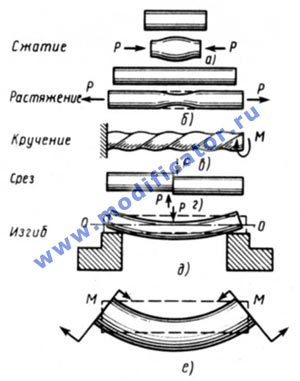 Сжатие
P P
а)
P Растяжение P
б)
Кручение M
в)
Срез
P г)
P
O O
Изгиб
д)
M M
е)
www.modificator.ru